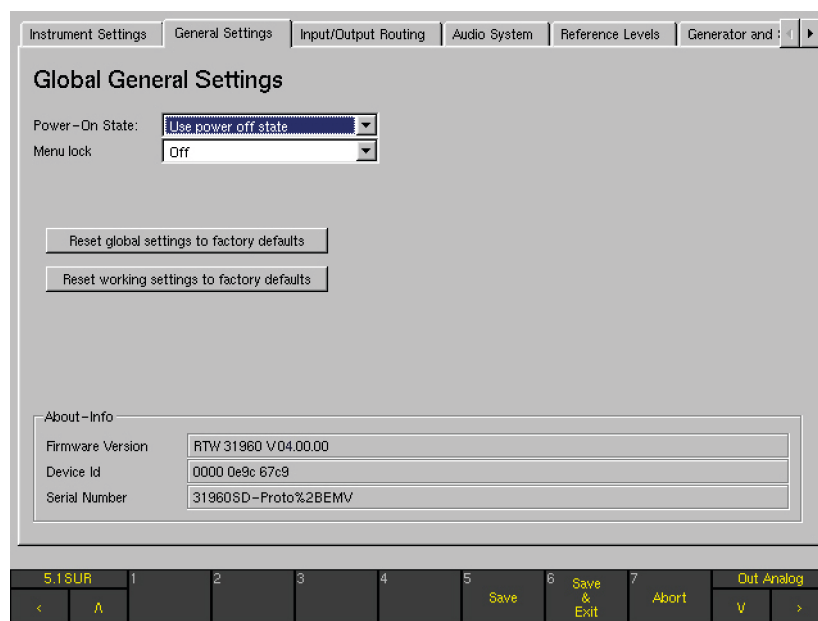 Instrument Settings General Settings Input/Output Routing Audio System Reference Levels Generator and
Global General Settings
Power-On State: Use power off state
Menu lock Off
Reset global settings to factory defaults
Reset working settings to factory defaults
About-Info
Firmware Version RTW 31960 V04.00.00
Device Id 0000 0e9c 67c9
Serial Number 31960SD-Proto%2BEMV
5.1SUR 1 2 3 4 5 6 7 Out Analog
< Λ Save Save & Exit Abort V >